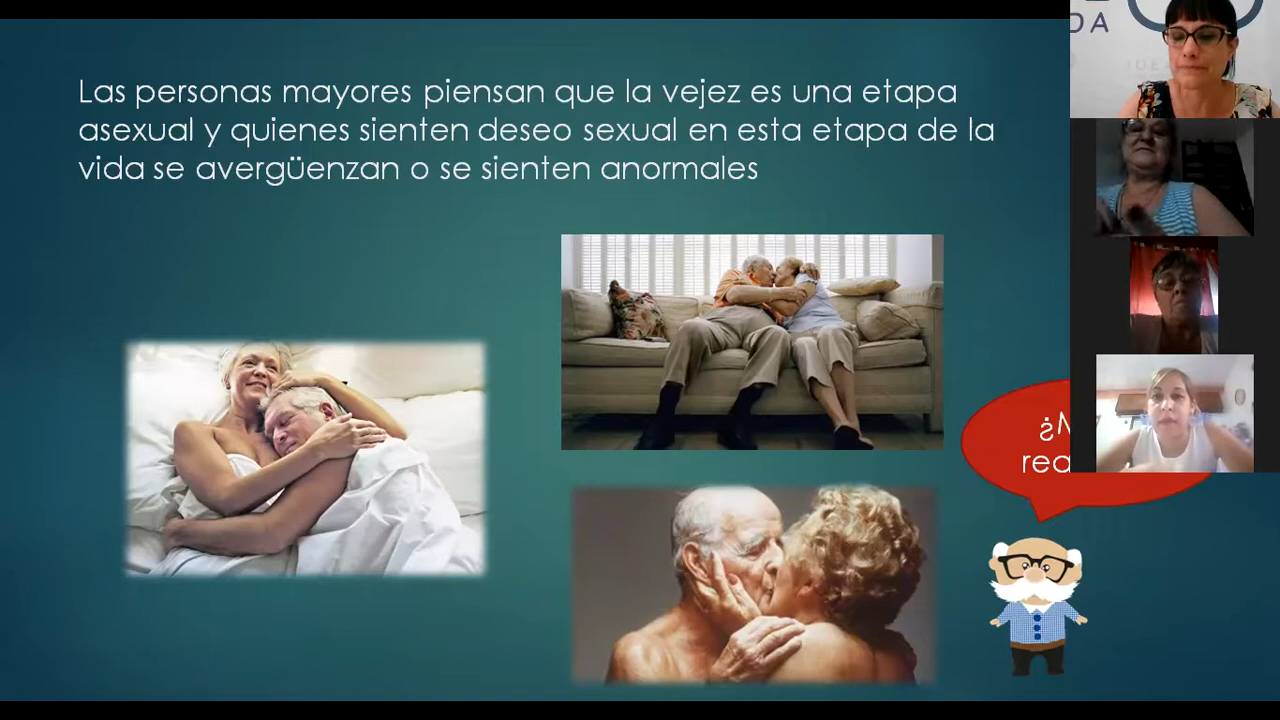 Las personas mayores piensan que la vejez es una etapa
asexual y quienes sienten deseo sexual en esta etapa de la
vida se avergüenzan o se sienten anormales
DA